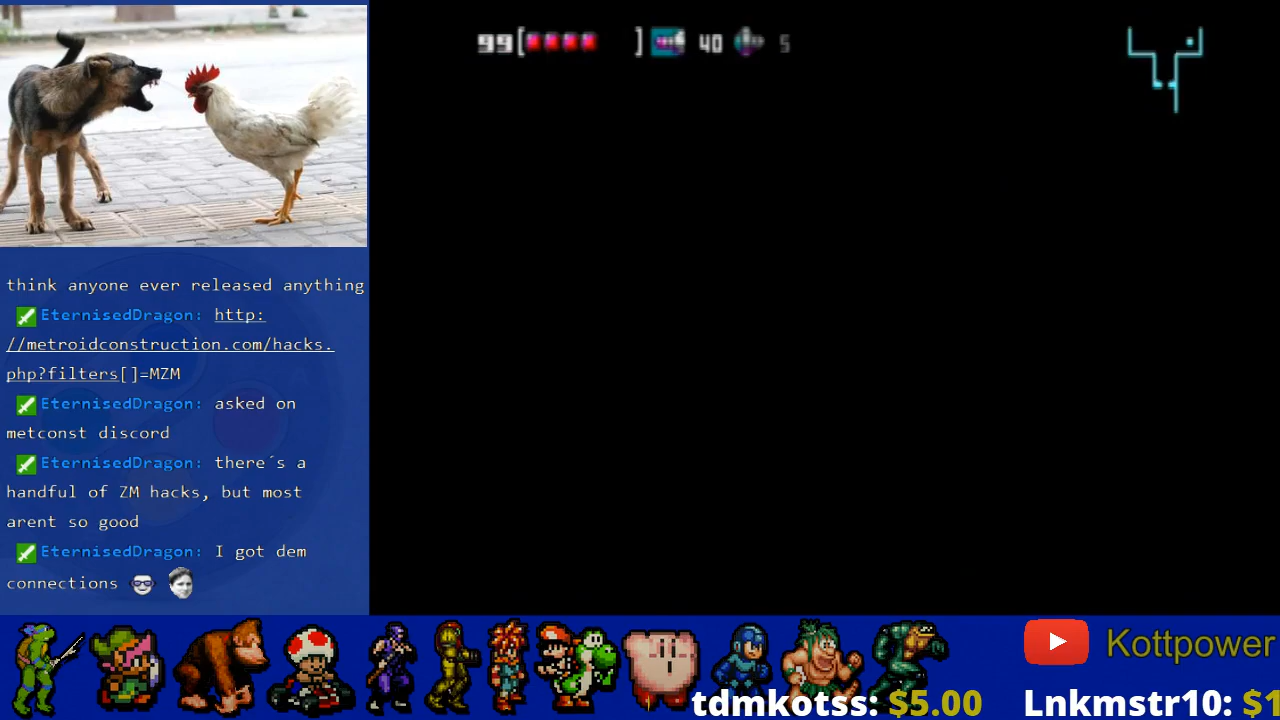 99[ ] 40 5
think anyone ever released anything
EternisedDragon: http:
//metroidconstruction.com/hacks.
php?filters[]=MZM
EternisedDragon: asked on
metconst discord
EternisedDragon: there´s a
handful of ZM hacks, but most
arent so good
EternisedDragon: I got dem
connections
Kottpower
tdmkotss: $5.00 Lnkmstr10: $1